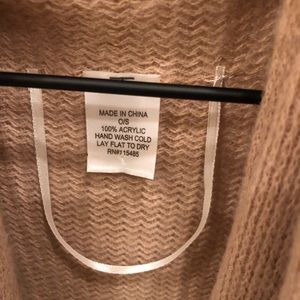 MADE IN CHINA
O/S
100% ACRYLIC
HAND WASH COLD
LAY FLAT TO DRY
RN#115485